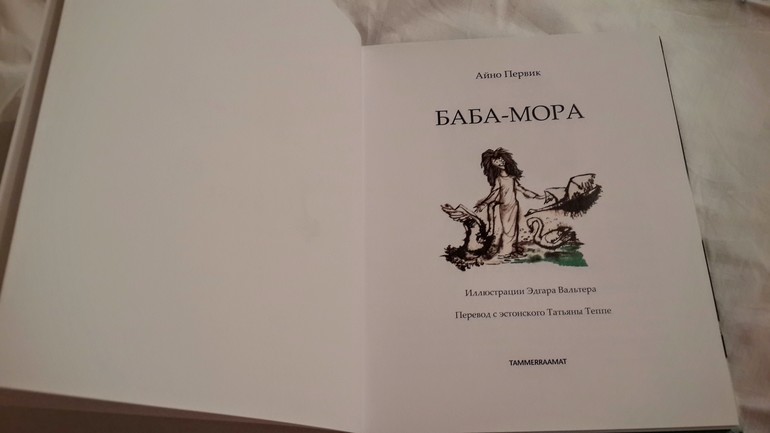 Айно Первик
БАБА-МОРА
Иллюстрации Эдгара Вальтера
Перевод с эстонского Татьяны Теппе
TAMMERRAAMAT